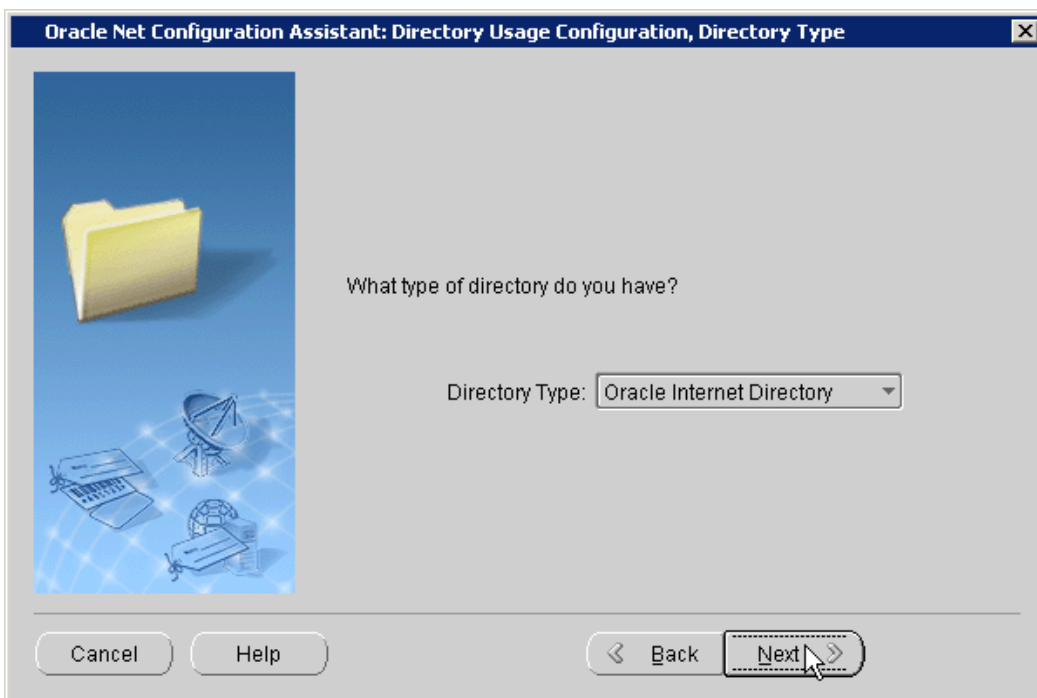 Oracle Net Configuration Assistant: Directory Usage Configuration, Directory Type
What type of directory do you have?
Directory Type: Oracle Internet Directory
Cancel Help Back Next